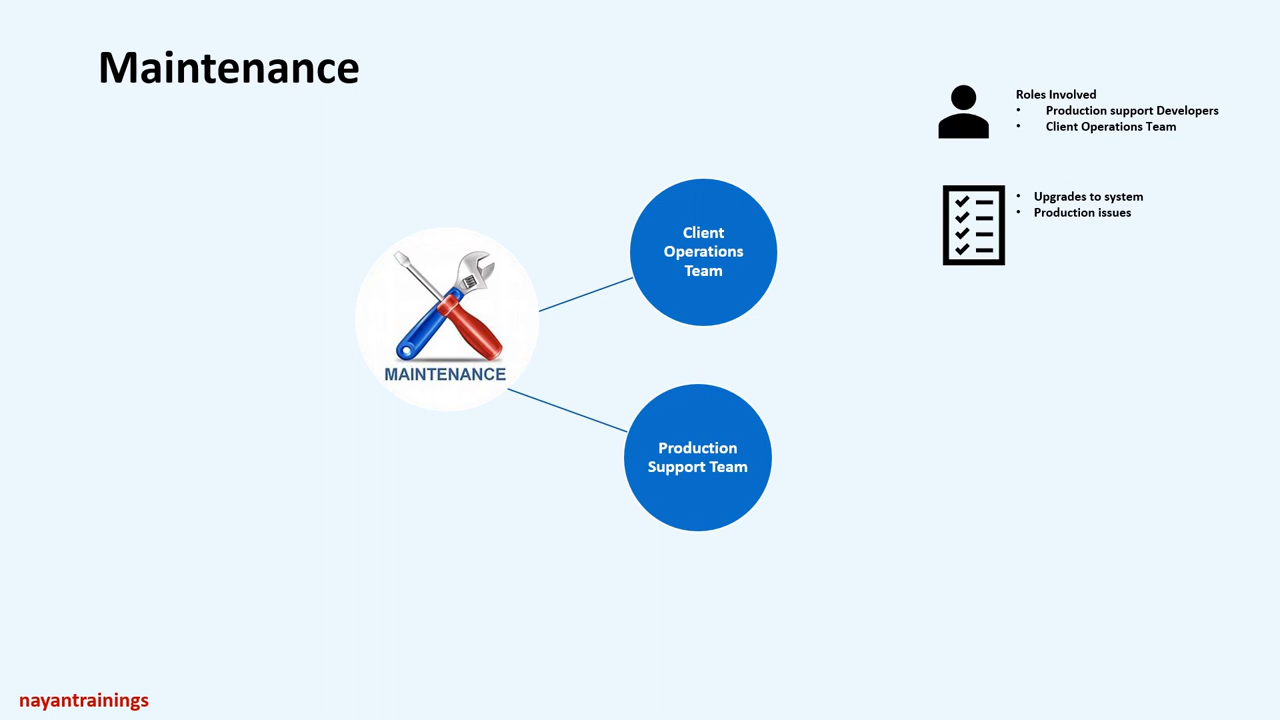 Maintenance
Roles Involved
• Production support Developers
• Client Operations Team
• Upgrades to system
• Production issues
Client
Operations
Team
MAINTENANCE
Production
Support Team
nayantrainings